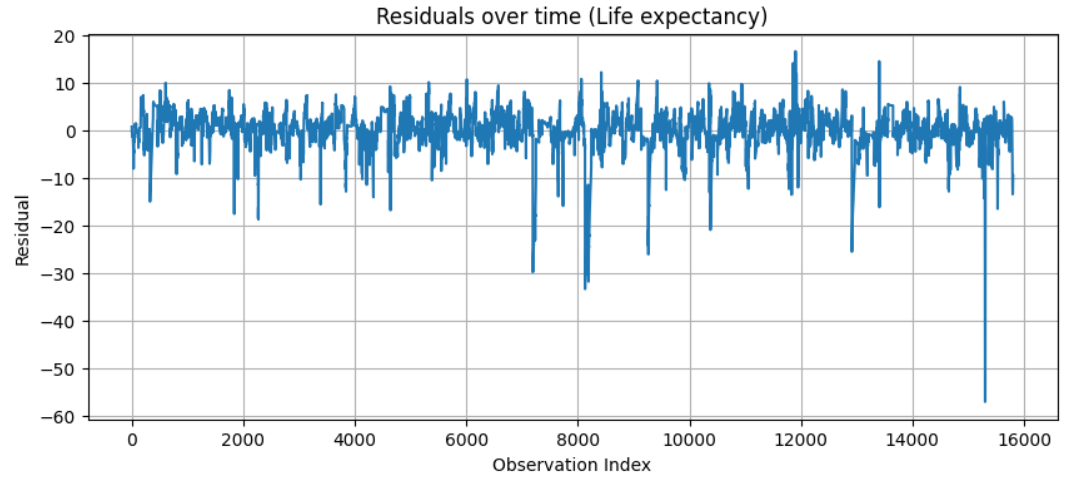 Residuals over time (Life expectancy)
20
10
0
−10
−20
−30
−40
−50
−60
Residual
0 2000 4000 6000 8000 10000 12000 14000 16000
Observation Index